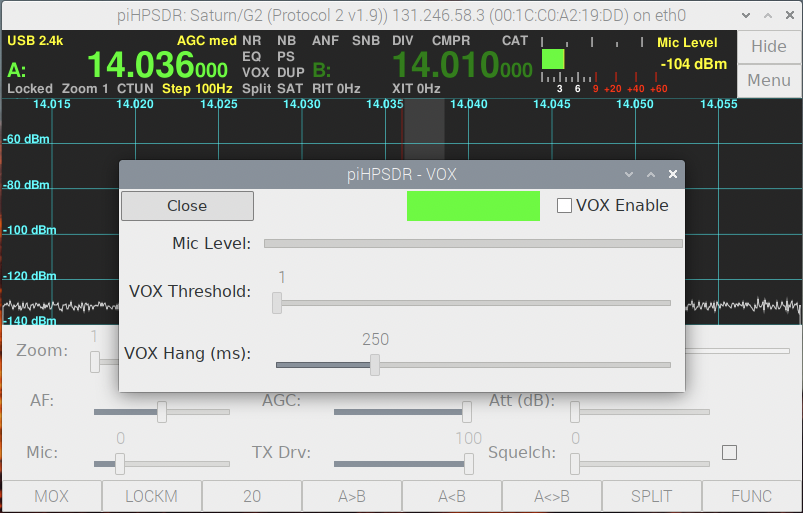 piHPSDR: Saturn/G2 (Protocol 2 v1.9)) 131.246.58.3 (00:1C:C0:A2:19:DD) on eth0
USB 2.4k AGC med NR NB ANF SNB DIV CMPR CAT Mic Level Hide
A: 14.036000 EQ PS B: 14.010000 -104 dBm
VOX DUP
Locked Zoom 1 CTUN Step 100Hz Split SAT RIT 0Hz XIT 0Hz 3 6 9 +20 +40 +60 Menu
14.015 14.020 14.025 14.030 14.035 14.040 14.045 14.050 14.055
-60 dBm
-80 dBm
-100 dBm
-120 dBm
-140 dBm
piHPSDR - VOX
Close VOX Enable
Mic Level:
1
VOX Threshold:
250
VOX Hang (ms):
1
Zoom:
AF: AGC: Att (dB):
0 100 0
Mic: TX Drv: Squelch:
MOX LOCKM 20 A>B A<B A<>B SPLIT FUNC